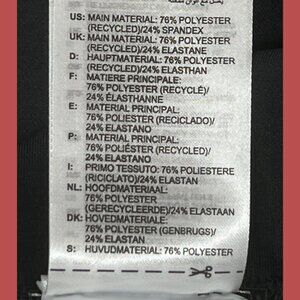 US: MAIN MATERIAL: 76% POLYESTER
(RECYCLED)/24% SPANDEX
UK: MAIN MATERIAL: 76% POLYESTER
(RECYCLED)/24% ELASTANE
D: HAUPTMATERIAL: 76% POLYESTER
(RECYCELT)/24% ELASTHAN
F: MATIERE PRINCIPALE:
76% POLYESTER (RECYCLÉ)/
24% ÉLASTHANNE
E: MATERIAL PRINCIPAL:
76% POLIESTER (RECICLADO)/
24% ELASTANO
P: MATERIAL PRINCIPAL:
76% POLIÉSTER (RECYCLED)/
24% ELASTANO
I: PRIMO TESSUTO: 76% POLIESTERE
(RICICLATO)/24% ELASTAN
NL: HOOFDMATERIAAL:
76% POLYESTER
(GERECYCLEERDE)/24% ELASTAAN
DK: HOVEDMATERIALE:
76% POLYESTER (GENBRUGS)/
24% ELASTAN
S: HUVUDMATERIAL: 76% POLYESTER